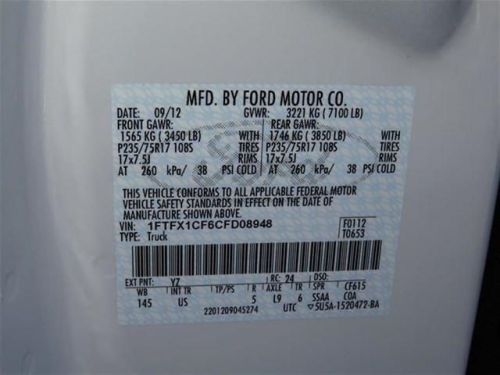 MFD. BY FORD MOTOR CO.
DATE: 09/12 GVWR: 3221 KG ( 7100 LB)
FRONT GAWR: REAR GAWR:
1565 KG ( 3450 LB) WITH 1746 KG ( 3850 LB) WITH
P235/75R17 108S TIRES P235/75R17 108S TIRES
17x7.5J RIMS 17x7.5J RIMS
AT 260 kPa/ 38 PSI COLD AT 260 kPa/ 38 PSI COLD
THIS VEHICLE CONFORMS TO ALL APPLICABLE FEDERAL MOTOR
VEHICLE SAFETY STANDARDS IN EFFECT ON THE DATE OF
MANUFACTURE SHOWN ABOVE.
VIN: 1FTFX1CF6CFD08948 F0112
TYPE: Truck T0653
EXT PNT: YZ RC: 24 DSO:
WB INT TR TP/PS R AXLE TR SPR CF615
145 US 5 L9 6 SSAA COA
2201209045274 UTC ▽5U5A-1520472-BA